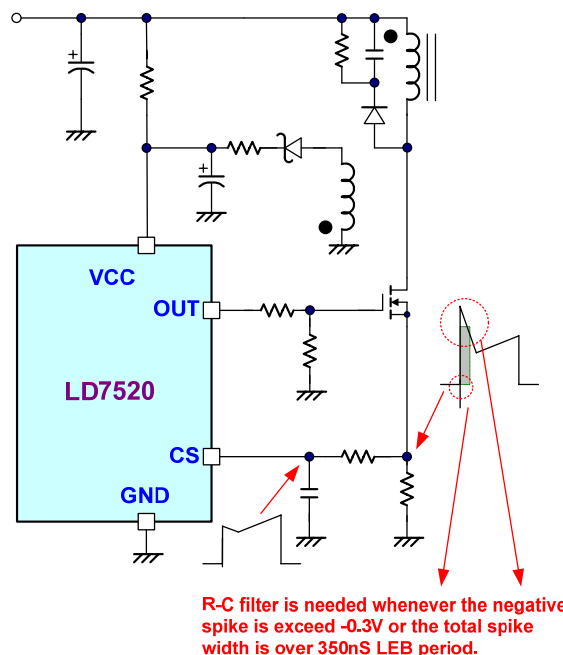 +
+
VCC
OUT
LD7520
CS
GND
R-C filter is needed whenever the negative
spike is exceed -0.3V or the total spike
width is over 350nS LEB period.